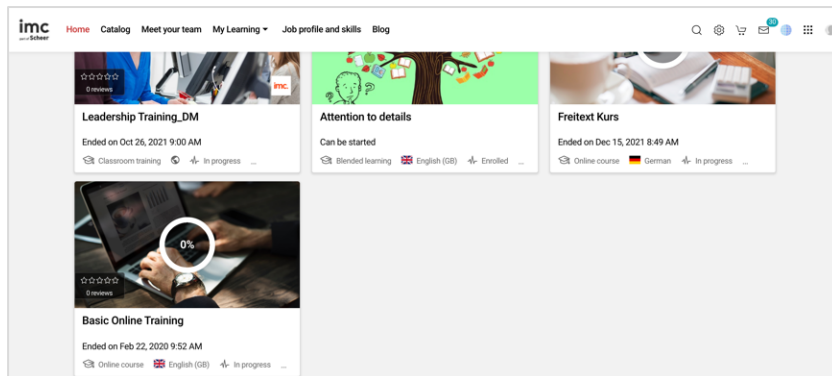 imc
part of Scheer
Home Catalog Meet your team My Learning Job profile and skills Blog
30
0 reviews
imc.
Leadership Training_DM
Ended on Oct 26, 2021 9:00 AM
Classroom training In progress ...
Attention to details
Can be started
Blended learning English (GB) Enrolled ...
Freitext Kurs
Ended on Dec 15, 2021 8:49 AM
Online course German In progress ...
0%
0 reviews
Basic Online Training
Ended on Feb 22, 2020 9:52 AM
Online course English (GB) In progress ...